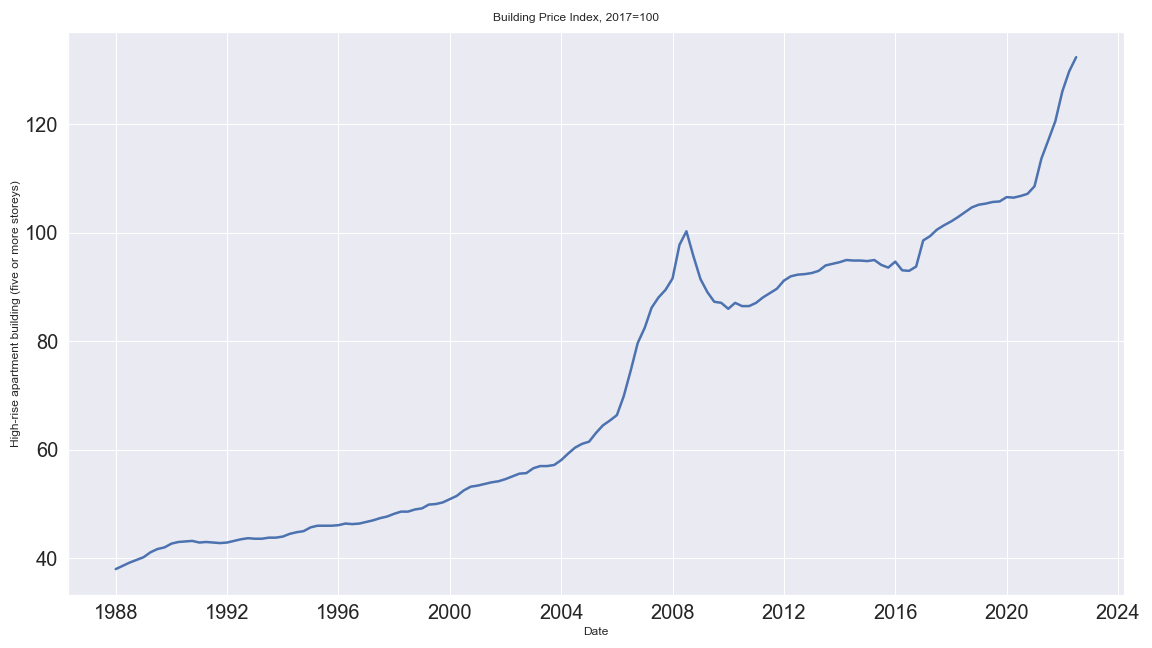 Building Price Index, 2017=100
High-rise apartment building (five or more storeys)
120
100
80
60
40
1988 1992 1996 2000 2004 2008 2012 2016 2020 2024
Date